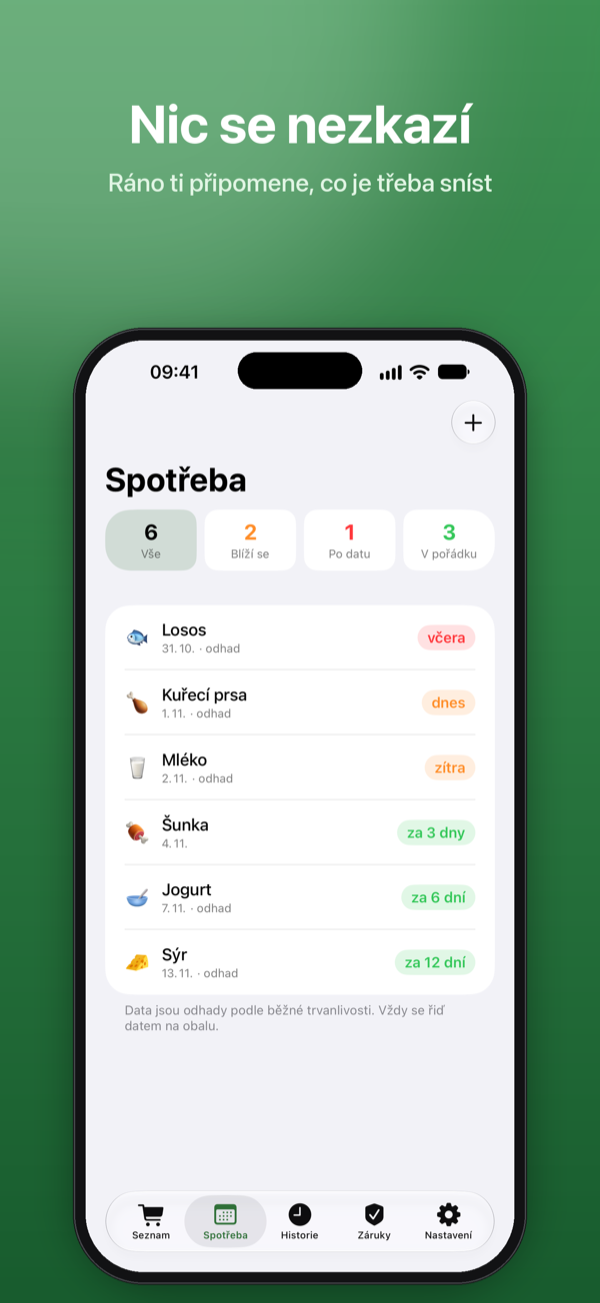 Nic se nezkazí
Ráno ti připomene, co je třeba sníst
09:41
Spotřeba
6
Vše
2
Blíží se
1
Po datu
3
V pořádku
Losos
31. 10. · odhad
včera
Kuřecí prsa
1. 11. · odhad
dnes
Mléko
2. 11. · odhad
zítra
Šunka
4. 11.
za 3 dny
Jogurt
7. 11. · odhad
za 6 dní
Sýr
13. 11. · odhad
za 12 dní
Data jsou odhady podle běžné trvanlivosti. Vždy se řiď
datem na obalu.
Seznam
Spotřeba
Historie
Záruky
Nastavení